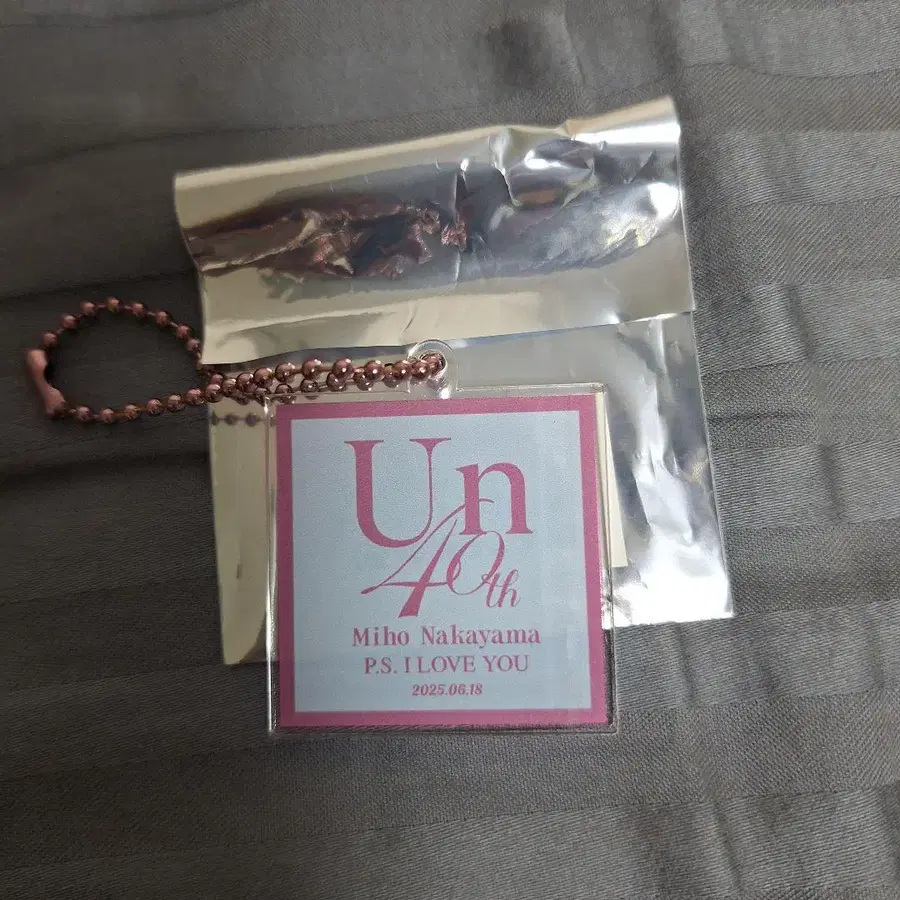 Un
40th
Miho Nakayama
P.S. I LOVE YOU
2025.06.18